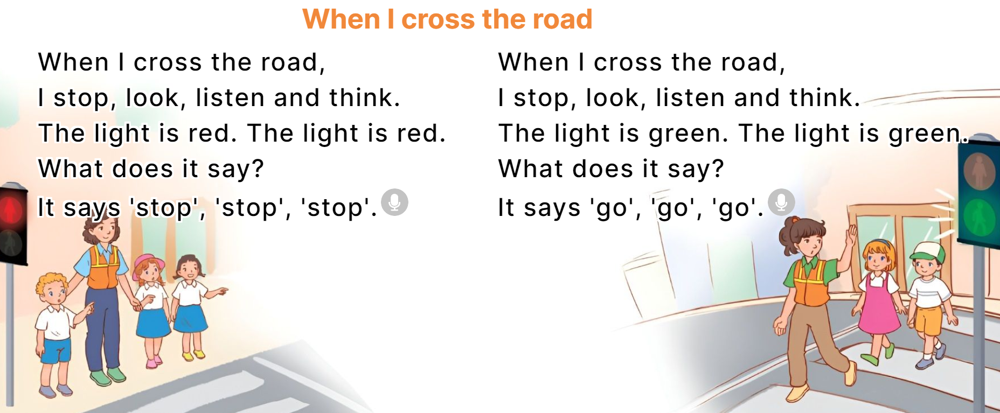 When I cross the road
When I cross the road,
I stop, look, listen and think.
The light is red. The light is red.
What does it say?
It says 'stop', 'stop', 'stop'.
When I cross the road,
I stop, look, listen and think.
The light is green. The light is green.
What does it say?
It says 'go', 'go', 'go'.